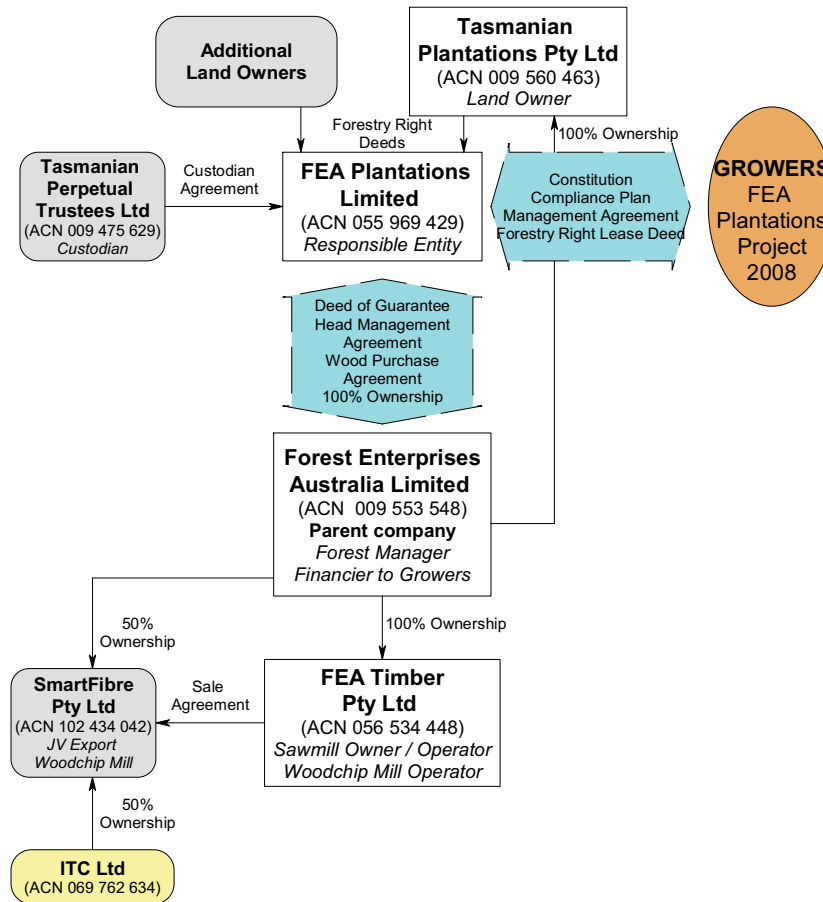 Additional
Land Owners
Tasmanian
Plantations Pty Ltd
(ACN 009 560 463)
Land Owner
Forestry Right
Deeds
100% Ownership
Tasmanian
Perpetual
Trustees Ltd
(ACN 009 475 629)
Custodian
Custodian
Agreement
FEA Plantations
Limited
(ACN 055 969 429)
Responsible Entity
Constitution
Compliance Plan
Management Agreement
Forestry Right Lease Deed
GROWERS
FEA
Plantations
Project
2008
Deed of Guarantee
Head Management
Agreement
Wood Purchase
Agreement
100% Ownership
Forest Enterprises
Australia Limited
(ACN  009 553 548)
Parent company
Forest Manager
Financier to Growers
50%
Ownership
100% Ownership
SmartFibre
Pty Ltd
(ACN 102 434 042)
JV Export
Woodchip Mill
Sale
Agreement
FEA Timber
Pty Ltd
(ACN 056 534 448)
Sawmill Owner / Operator
Woodchip Mill Operator
50%
Ownership
ITC Ltd
(ACN 069 762 634)